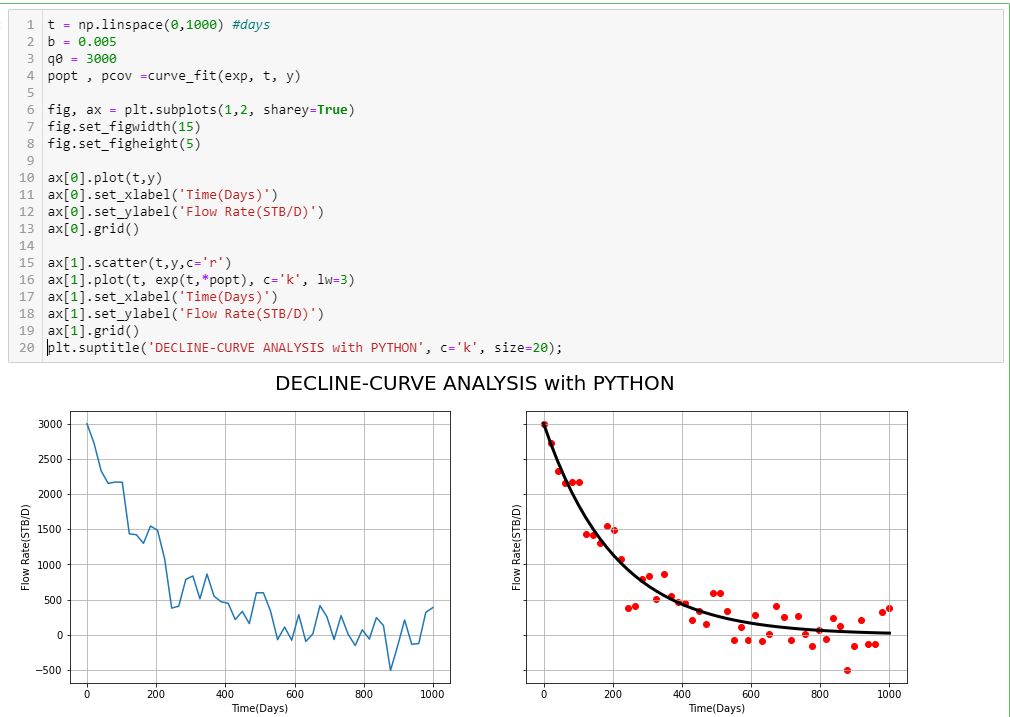 1 t = np.linspace(0,1000) #days
2 b = 0.005
3 q0 = 3000
4 popt , pcov =curve_fit(exp, t, y)
5
6 fig, ax = plt.subplots(1,2, sharey=True)
7 fig.set_figwidth(15)
8 fig.set_figheight(5)
9
10 ax[0].plot(t,y)
11 ax[0].set_xlabel('Time(Days)')
12 ax[0].set_ylabel('Flow Rate(STB/D)')
13 ax[0].grid()
14
15 ax[1].scatter(t,y,c='r')
16 ax[1].plot(t, exp(t,*popt), c='k', lw=3)
17 ax[1].set_xlabel('Time(Days)')
18 ax[1].set_ylabel('Flow Rate(STB/D)')
19 ax[1].grid()
20 plt.suptitle('DECLINE-CURVE ANALYSIS with PYTHON', c='k', size=20);
DECLINE-CURVE ANALYSIS with PYTHON
Flow Rate(STB/D)
3000
2500
2000
1500
1000
500
0
−500
0 200 400 600 800 1000
Time(Days)
Flow Rate(STB/D)
0 200 400 600 800 1000
Time(Days)